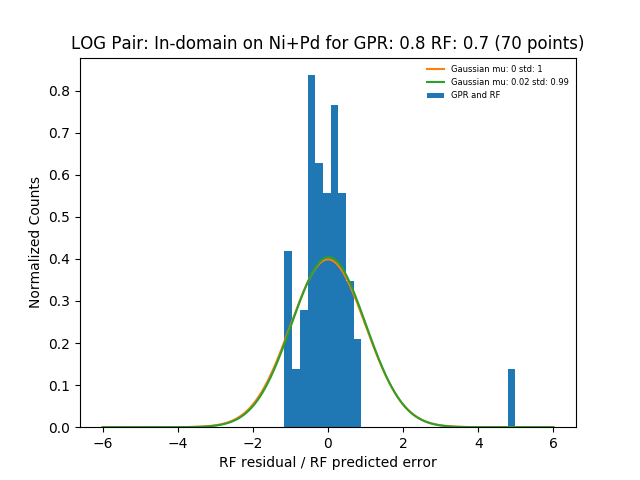 LOG Pair: In-domain on Ni+Pd for GPR: 0.8 RF: 0.7 (70 points)
Gaussian mu: 0 std: 1
Gaussian mu: 0.02 std: 0.99
GPR and RF
Normalized Counts
0.8
0.7
0.6
0.5
0.4
0.3
0.2
0.1
0.0
−6 −4 −2 0 2 4 6
RF residual / RF predicted error